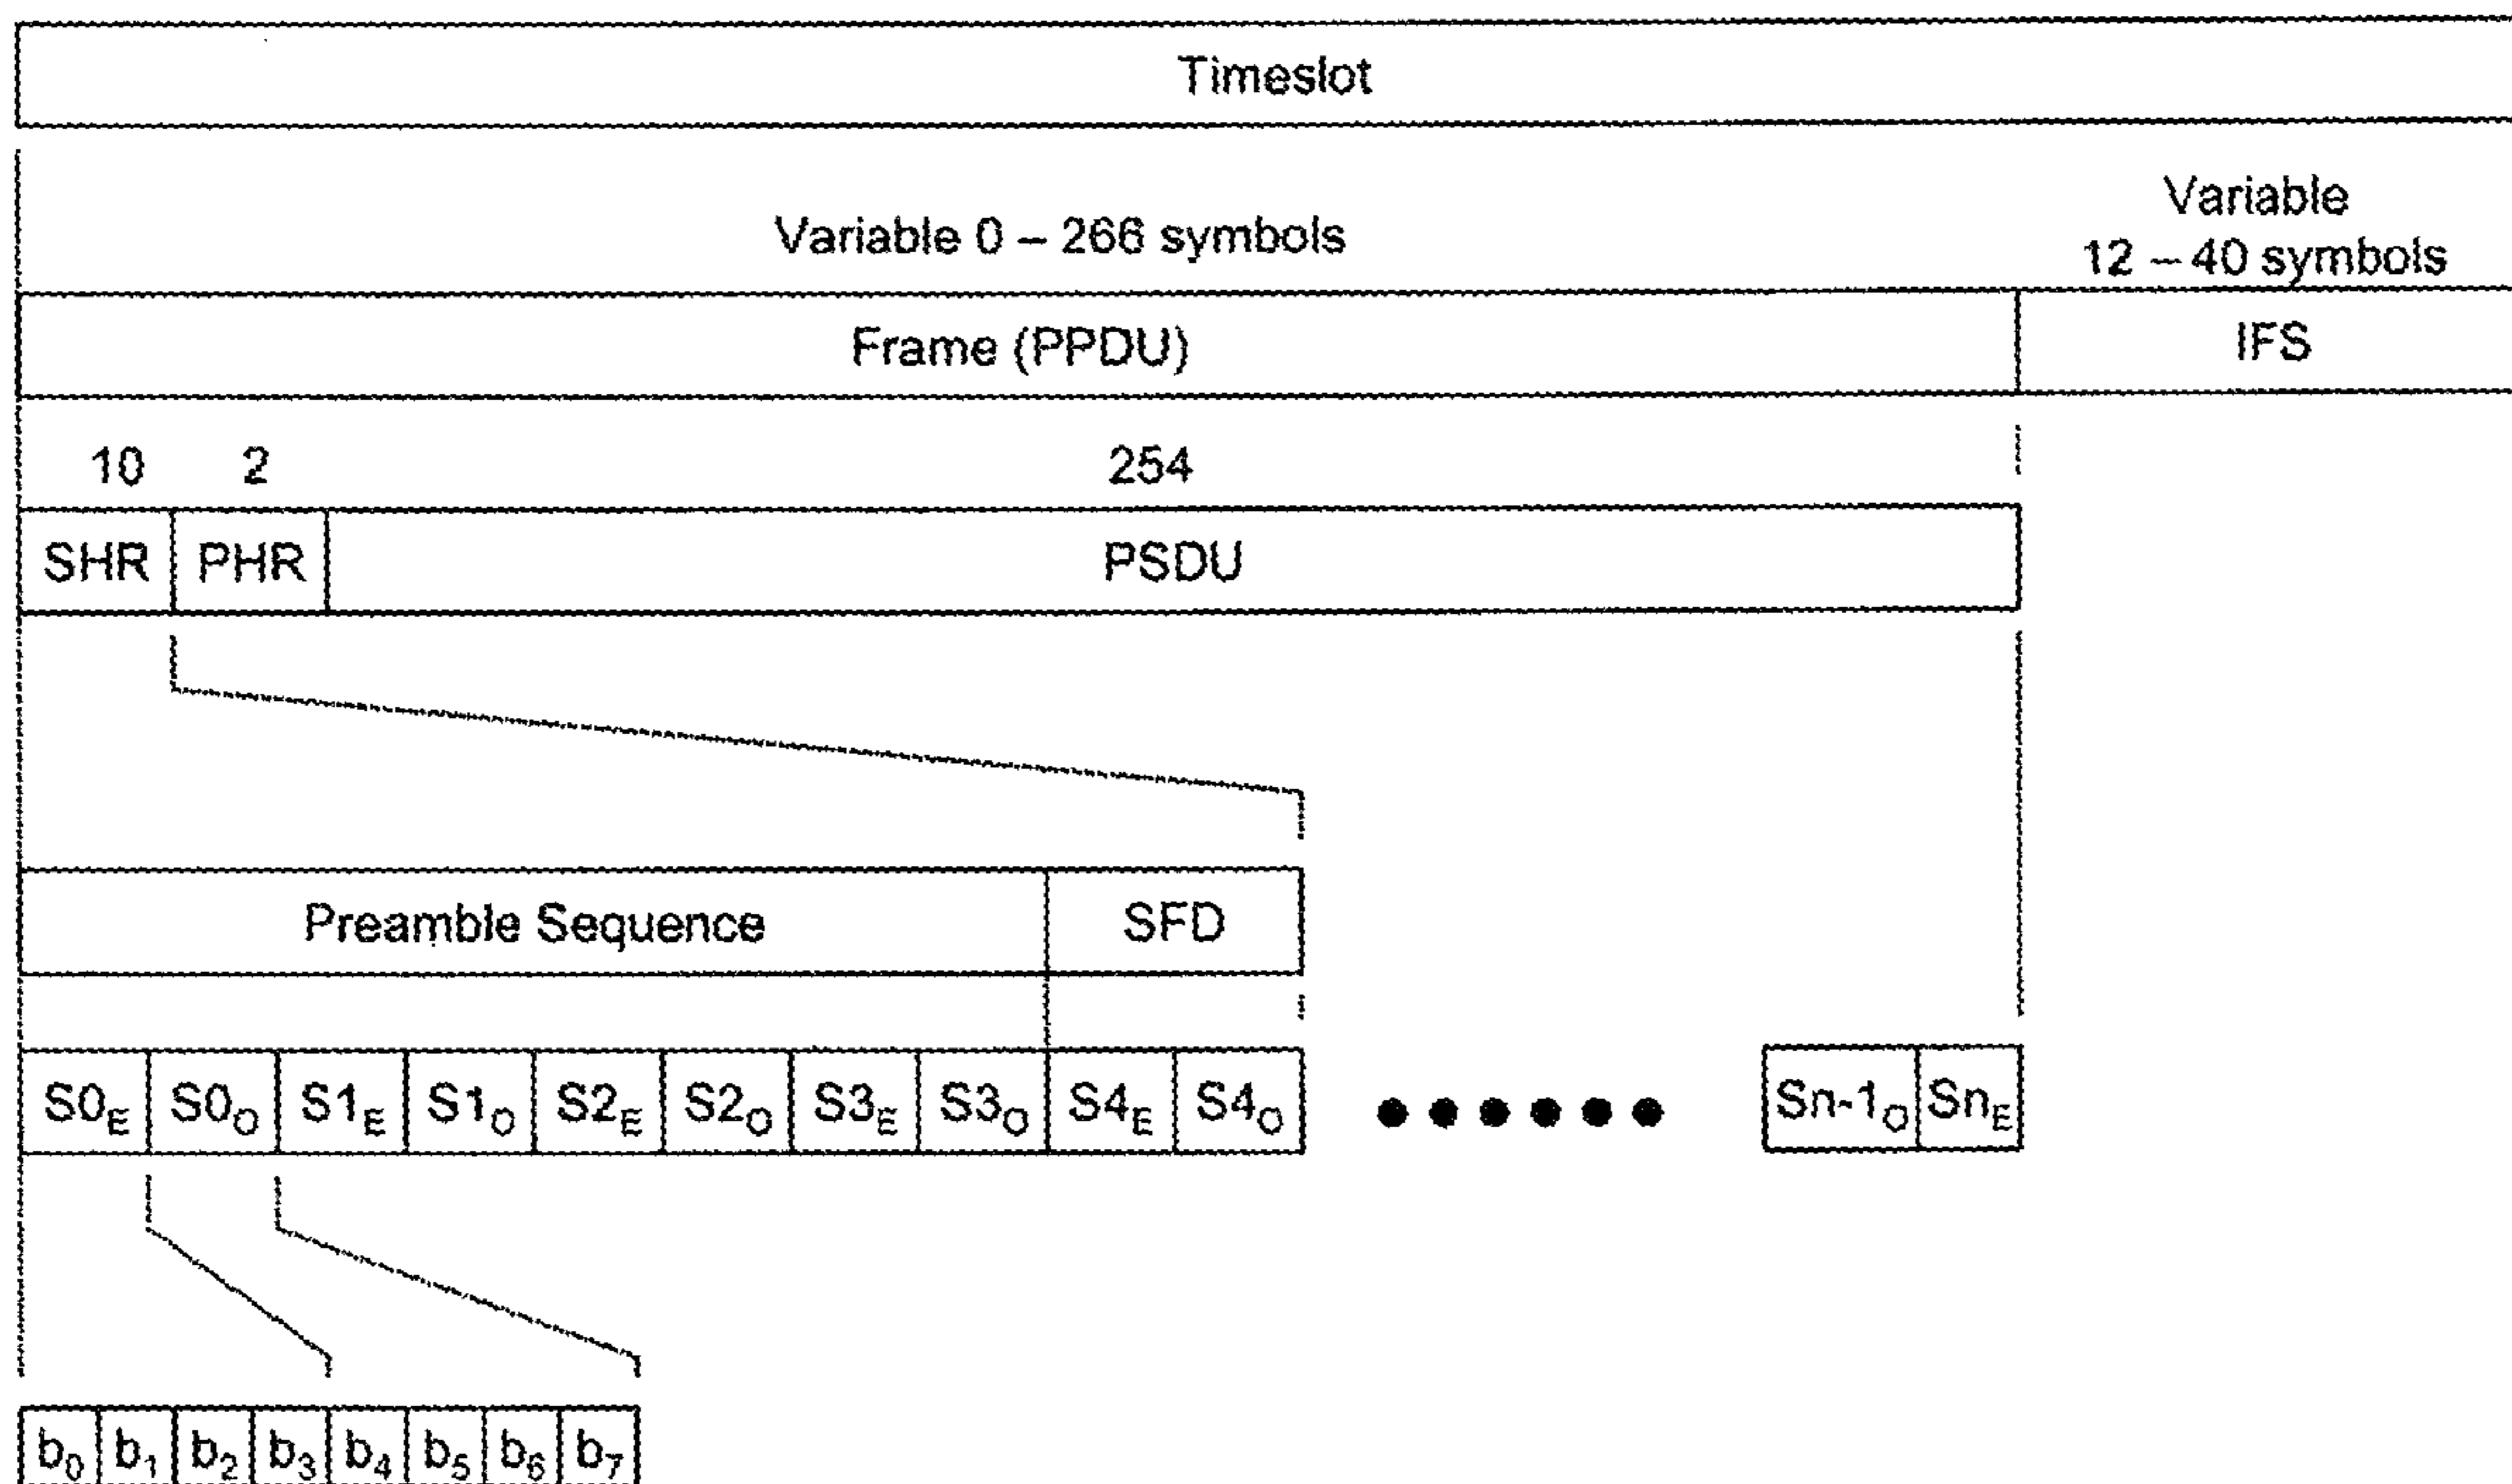 Timeslot
Variable 0 – 266 symbols
Variable
12 – 40 symbols
Frame (PPDU) IFS
10 2 254
SHR PHR PSDU
Preamble Sequence SFD
S0E S0O S1E S1O S2E S2O S3E S3O S4E S4O ●●●●●● Sn-1O SnE
b0 b1 b2 b3 b4 b5 b6 b7